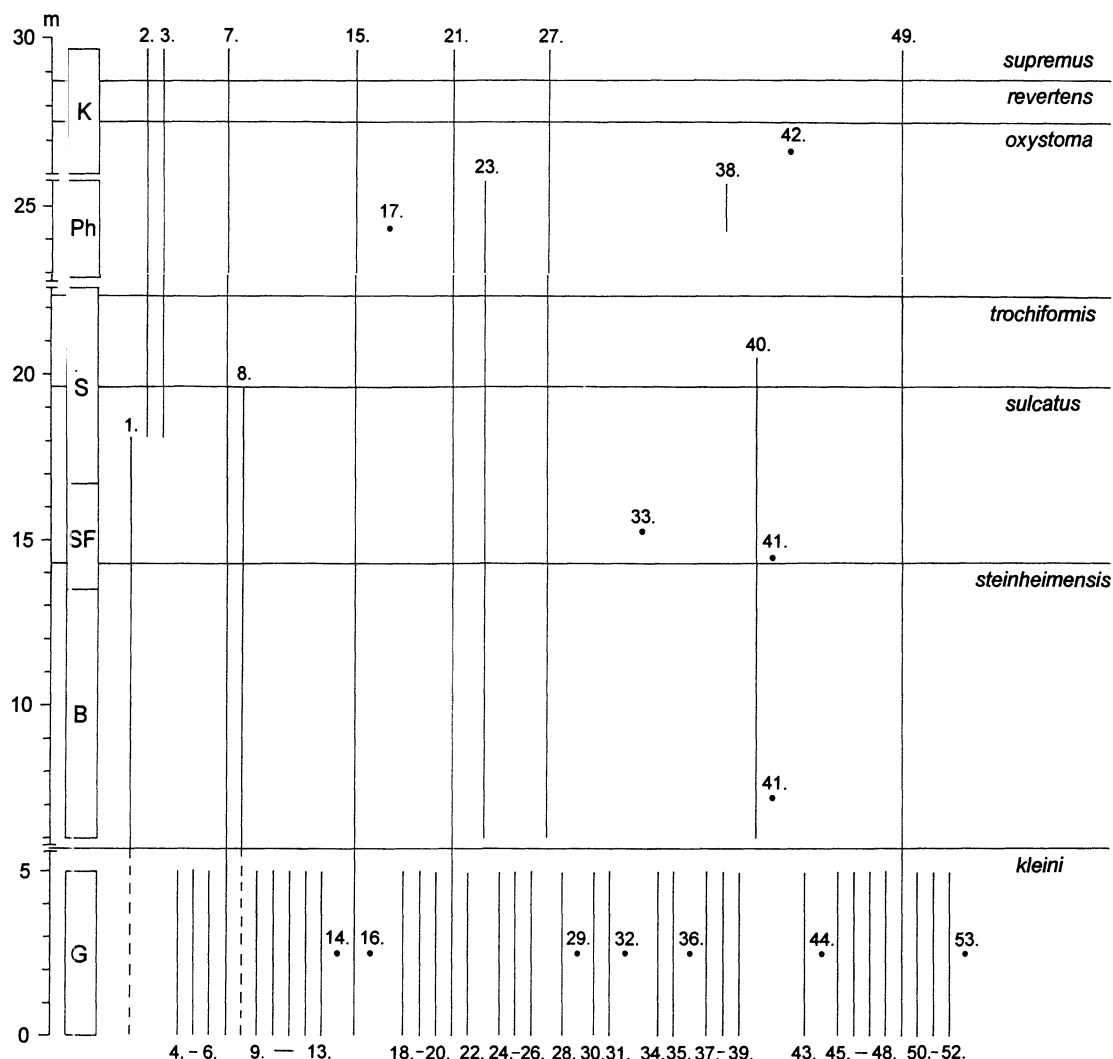 m
30 2. 3. 7. 15. 21. 27. 49.
supremus
K
revertens
42. oxystoma
23. 38.
25 17.
Ph
trochiformis
40.
20 S 8.
sulcatus
1.
33.
15 SF 41.
steinheimensis
10 B
41.
5 kleini
G 14. 16. 29. 32. 36. 44. 53.
0
4. - 6. 9. — 13. 18. -20. 22. 24.-26. 28. 30.31. 34.35. 37.- 39. 43. 45. – 48. 50.-52.